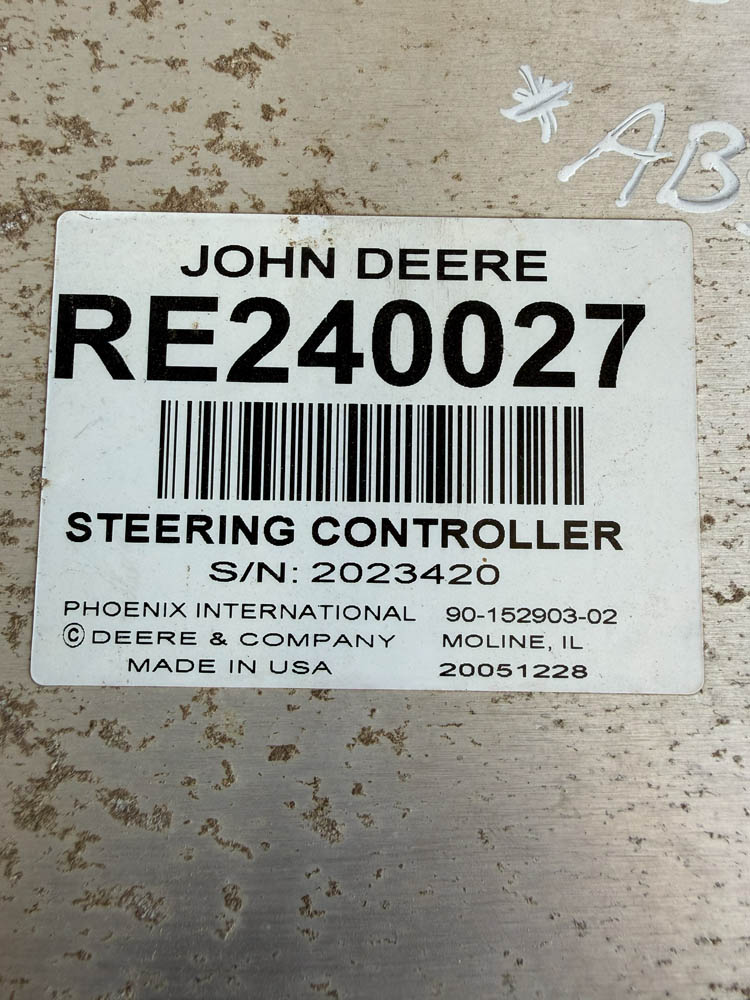 *AB
JOHN DEERE
RE240027
STEERING CONTROLLER
S/N: 2023420
PHOENIX INTERNATIONAL 90-152903-02
© DEERE & COMPANY MOLINE, IL
MADE IN USA 20051228